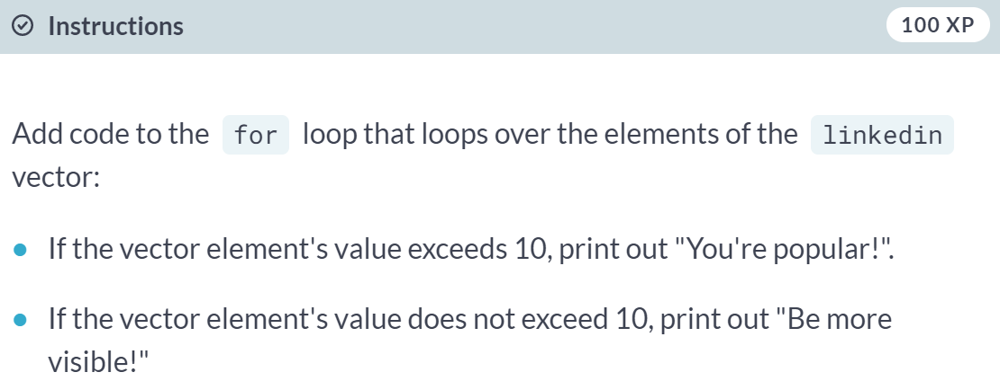 Instructions 100 XP
Add code to the for loop that loops over the elements of the linkedin
vector:
If the vector element's value exceeds 10, print out "You're popular!".
If the vector element's value does not exceed 10, print out "Be more
visible!"